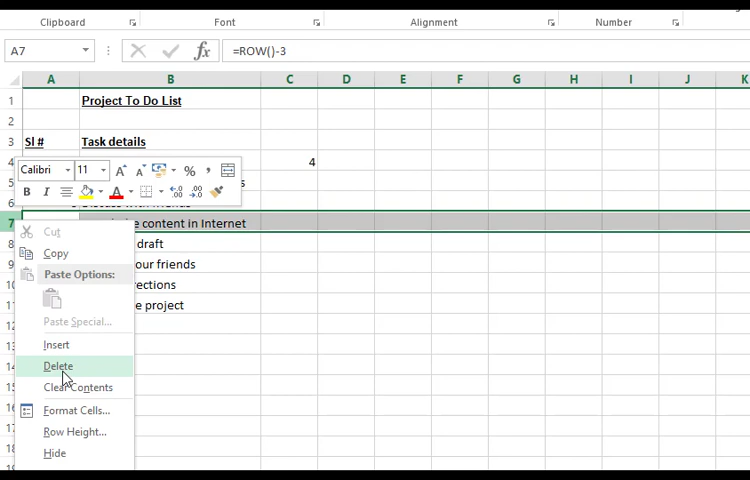 Clipboard Font Alignment Number
A7 fx =ROW()-3
A B C D E F G H I J K
1 Project To Do List
2
3 Sl # Task details
4 4
Calibri 11 A A % ,
5 s
B I A .00
6
7 content in Internet
8 draft
9 our friends
10 rections
11 e project
12
13
14
15
16
17
18
19
Cut
Copy
Paste Options:
Paste Special...
Insert
Delete
Clear Contents
Format Cells...
Row Height...
Hide